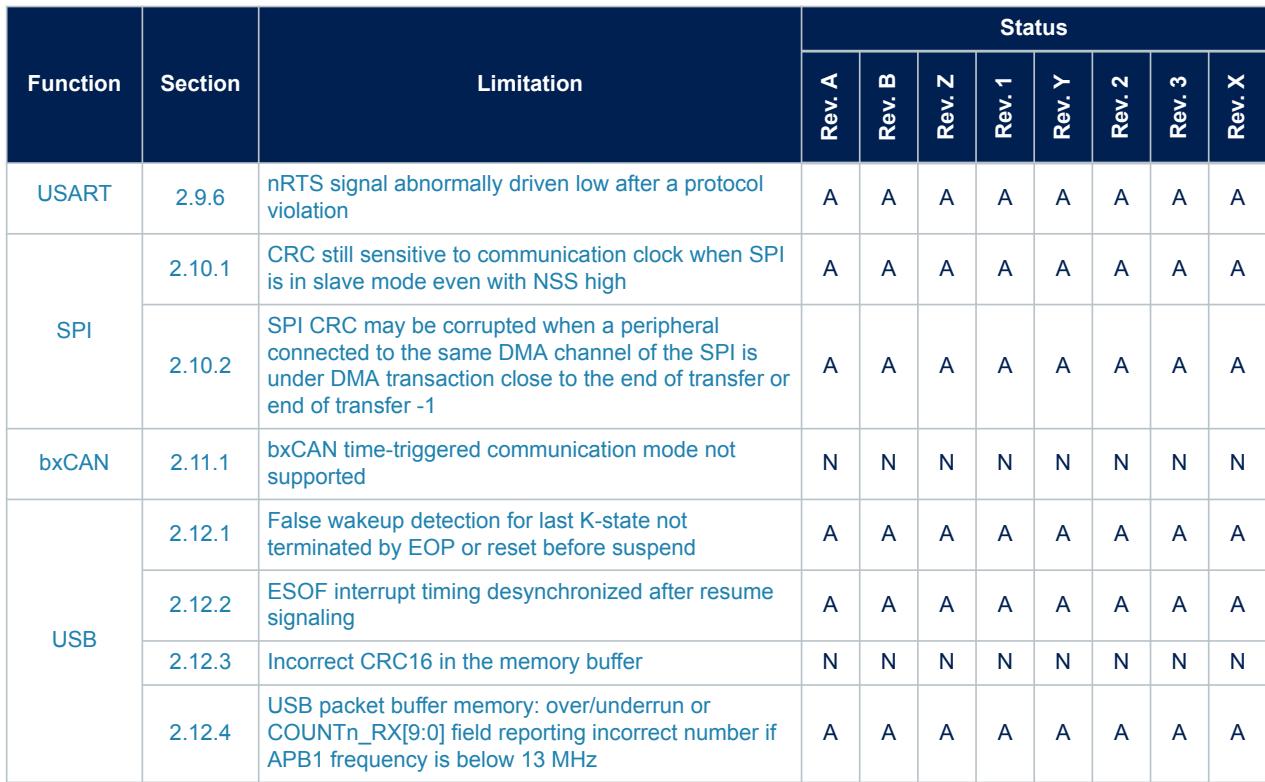 Function Section Limitation Status
Rev. A Rev. B Rev. Z Rev. 1 Rev. Y Rev. 2 Rev. 3 Rev. X
USART 2.9.6 nRTS signal abnormally driven low after a protocol
violation A A A A A A A A
SPI 2.10.1 CRC still sensitive to communication clock when SPI
is in slave mode even with NSS high A A A A A A A A
2.10.2 SPI CRC may be corrupted when a peripheral
connected to the same DMA channel of the SPI is
under DMA transaction close to the end of transfer or
end of transfer -1 A A A A A A A A
bxCAN 2.11.1 bxCAN time-triggered communication mode not
supported N N N N N N N N
USB 2.12.1 False wakeup detection for last K-state not
terminated by EOP or reset before suspend A A A A A A A A
2.12.2 ESOF interrupt timing desynchronized after resume
signaling A A A A A A A A
2.12.3 Incorrect CRC16 in the memory buffer N N N N N N N N
2.12.4 USB packet buffer memory: over/underrun or
COUNTn_RX[9:0] field reporting incorrect number if
APB1 frequency is below 13 MHz A A A A A A A A